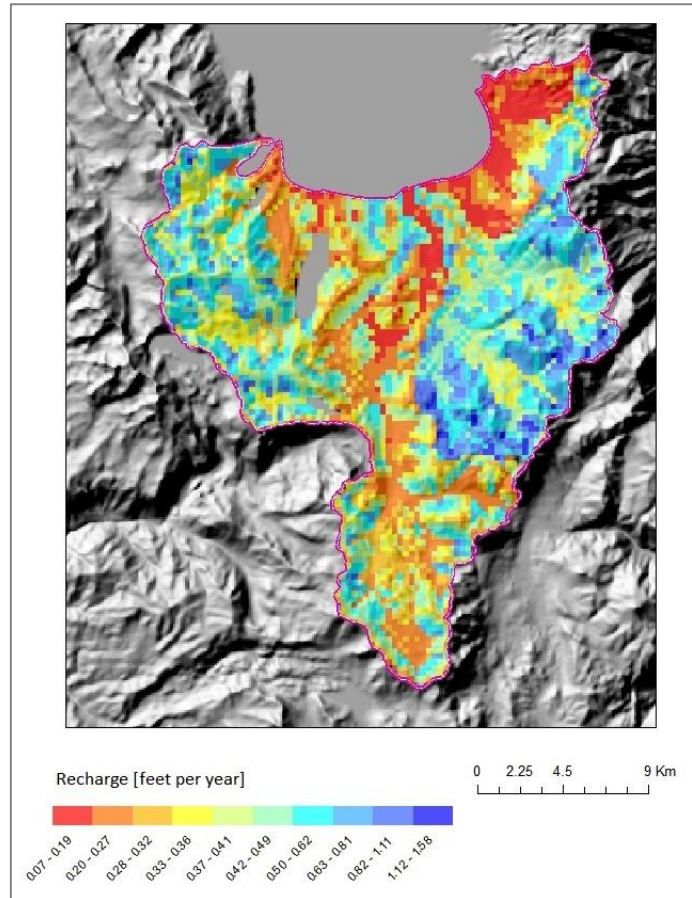 Recharge [feet per year]
0 2.25 4.5 9 Km
0.07 - 0.19
0.20 - 0.27
0.28 - 0.32
0.33 - 0.36
0.37 - 0.41
0.42 - 0.49
0.50 - 0.62
0.63 - 0.81
0.82 - 1.11
1.12 - 1.58